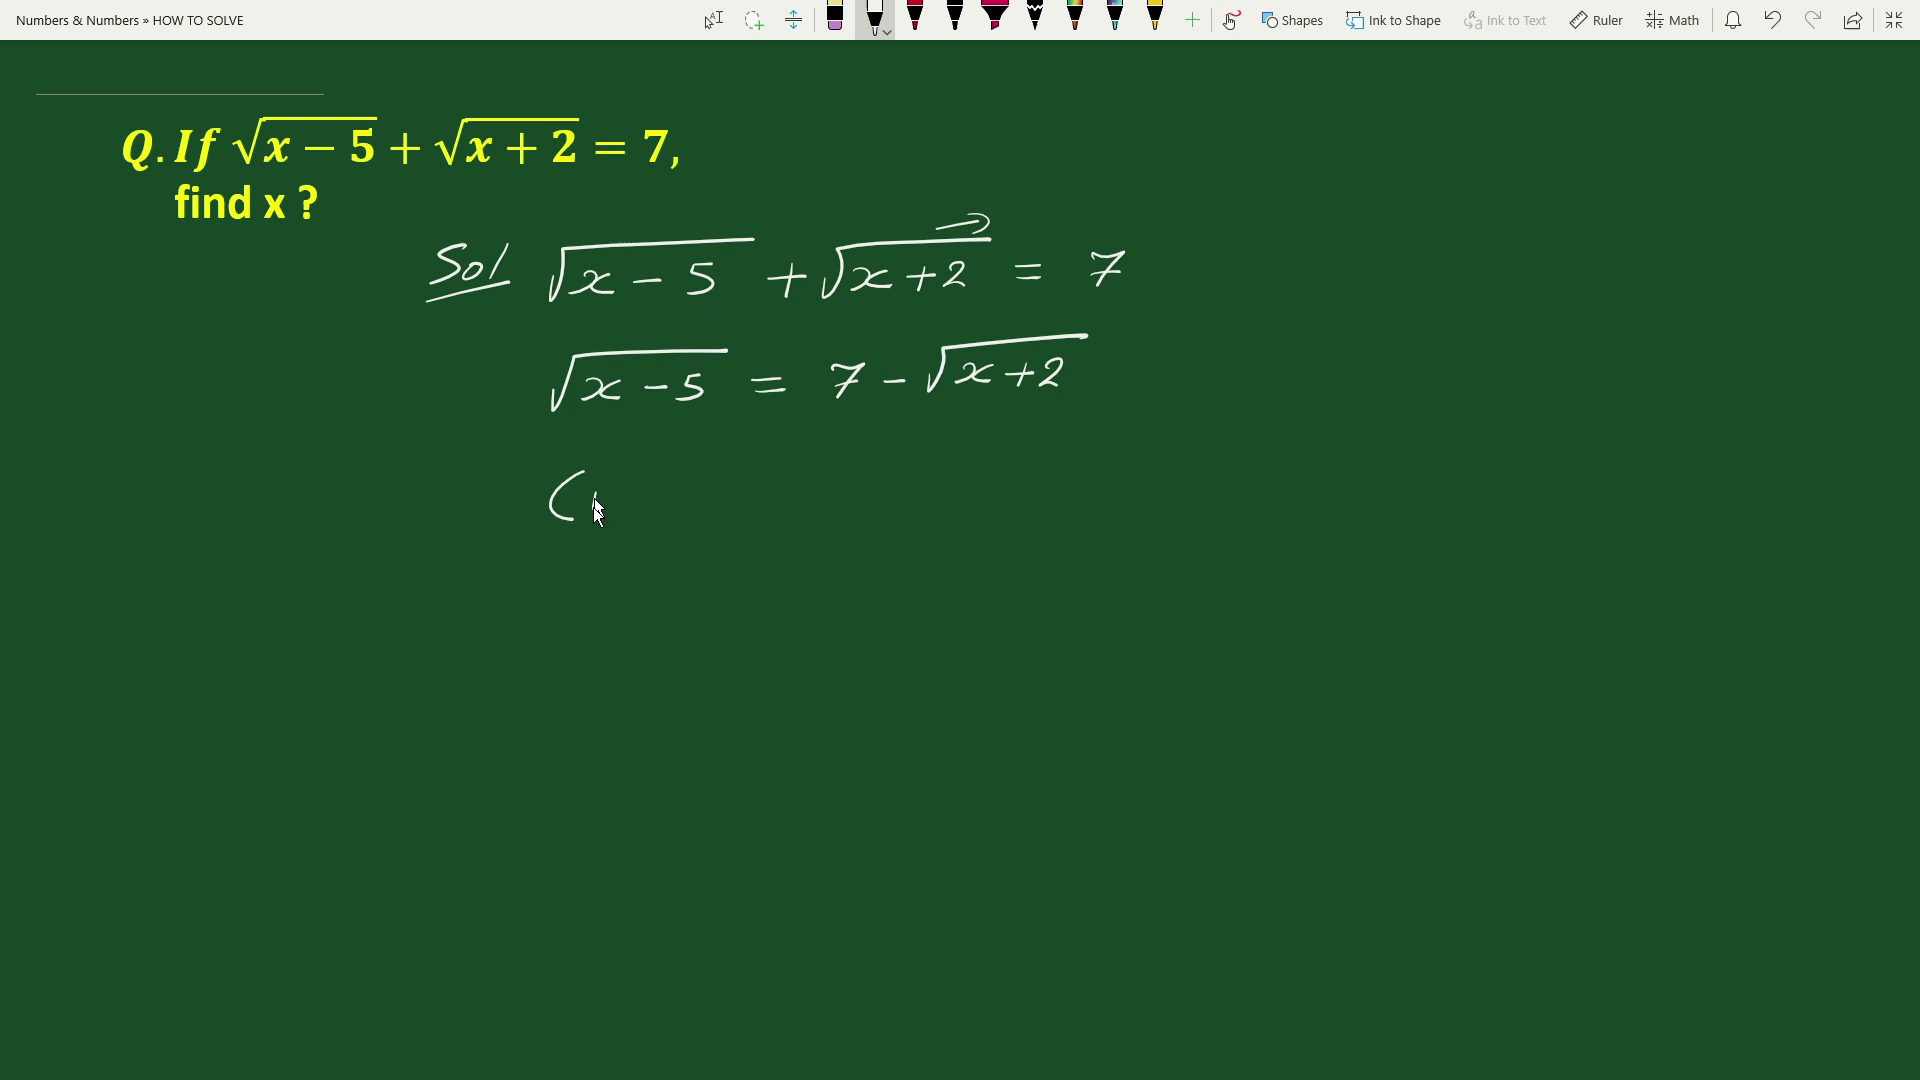 Numbers & Numbers » HOW TO SOLVE
Shapes Ink to Shape Ink to Text Ruler Math
Q. If √(x − 5) + √(x + 2) = 7,
find x ?
Sol √(x − 5) + √(x + 2) = 7
√(x − 5) = 7 − √(x + 2)
(